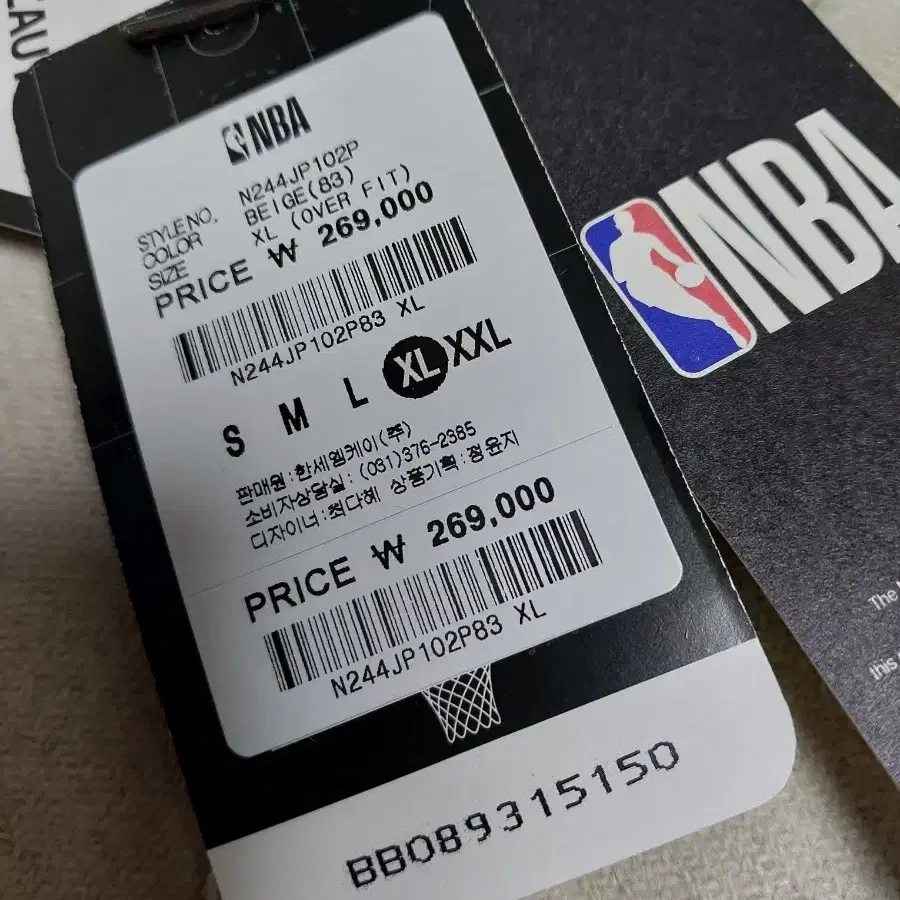 NBA
STYLE NO. N244JP102P
COLOR BEIGE(83)
SIZE XL (OVER FIT)
PRICE ₩ 269,000
N244JP102P83 XL
S M L XL XXL
판매원:한세엠케이(주)
소비자상담실: (031)376-2385
디자이너:최다혜 상품기획:정윤지
PRICE ₩ 269,000
N244JP102P83 XL
BB089315150
NBA
The
this